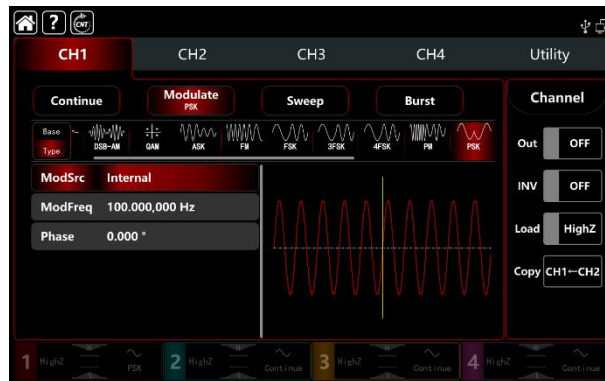 ? CNT
CH1 CH2 CH3 CH4 Utility
Continue Modulate Sweep Burst Channel
PSK
Base DSB-AM QAM ASK FM FSK 3FSK 4FSK PM PSK
Type
Out OFF
ModSrc Internal
INV OFF
ModFreq 100.000,000 Hz
Load HighZ
Phase 0.000 °
Copy CH1←CH2
1 HighZ PSK 2 HighZ Continue 3 HighZ Continue 4 HighZ Continue